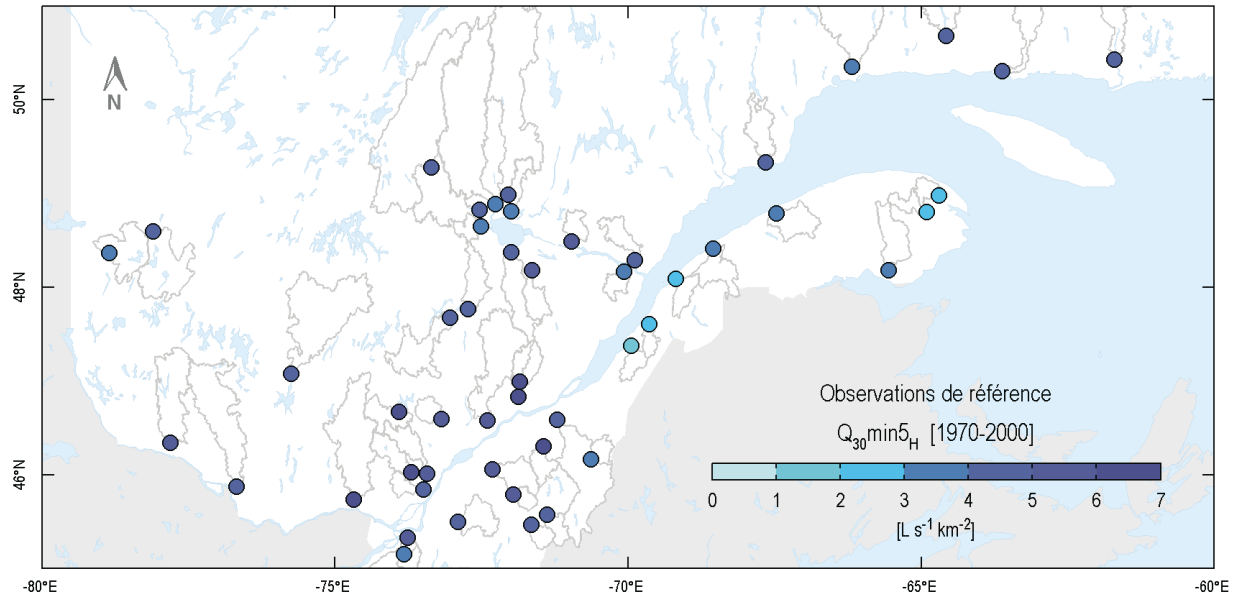 50°N
N
48°N
46°N
Observations de référence
Q30min5H [1970-2000]
0 1 2 3 4 5 6 7
[L s-1 km-2]
-80°E -75°E -70°E -65°E -60°E